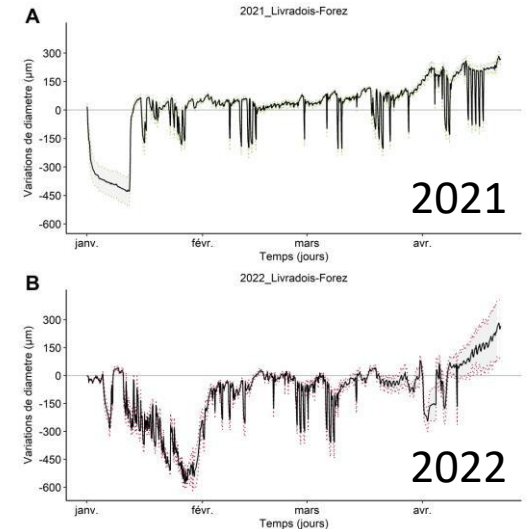 A
2021_Livradois-Forez
Variations de diametre (µm)
300
150
0
-150
-300
-450
-600
2021
janv.
févr.
mars
avr.
Temps (jours)
B
2022_Livradois-Forez
Variations de diametre (µm)
300
150
0
-150
-300
-450
-600
2022
janv.
févr.
mars
avr.
Temps (jours)